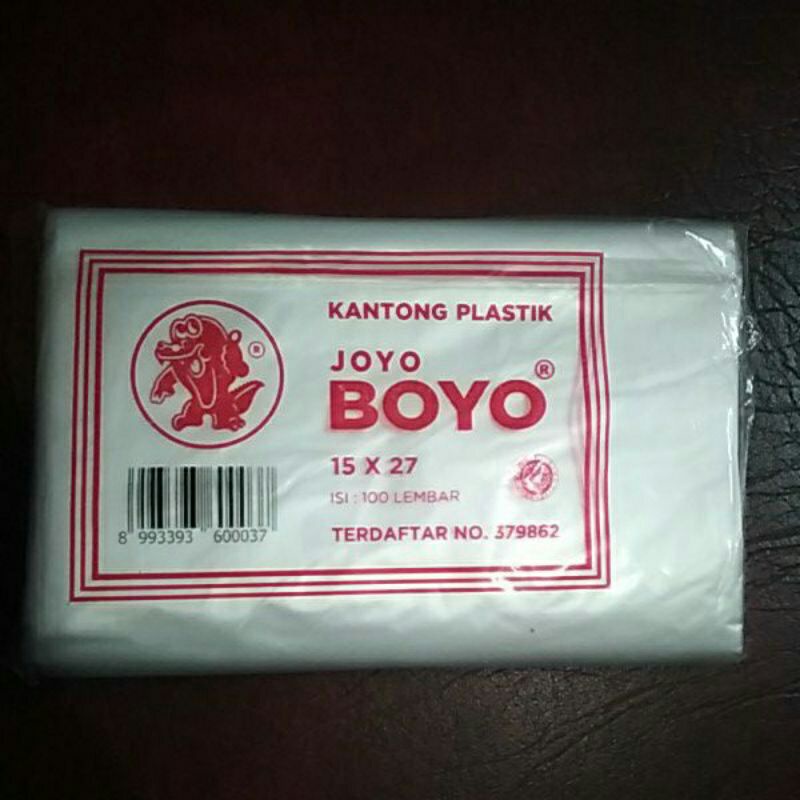 KANTONG PLASTIK
®
JOYO
BOYO®
15 X 27
ISI : 100 LEMBAR
8 993393 600037
TERDAFTAR NO. 379862